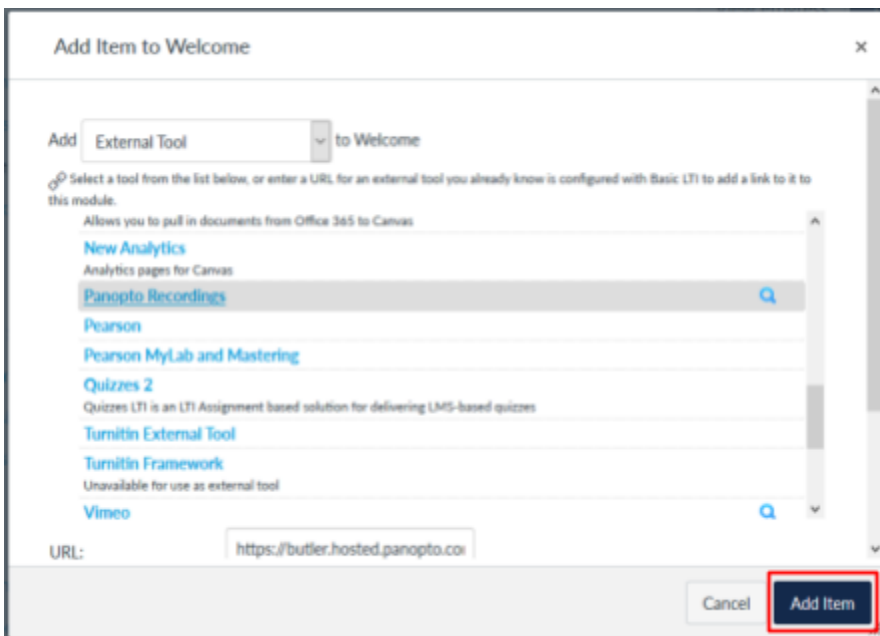 Add Item to Welcome
×
Add External Tool to Welcome
Select a tool from the list below, or enter a URL for an external tool you already know is configured with Basic LTI to add a link to it to
this module.
Allows you to pull in documents from Office 365 to Canvas
New Analytics
Analytics pages for Canvas
Panopto Recordings
Pearson
Pearson MyLab and Mastering
Quizzes 2
Quizzes LTI is an LTI Assignment based solution for delivering LMS-based quizzes
Turnitin External Tool
Turnitin Framework
Unavailable for use as external tool
Vimeo
URL: https://butler.hosted.panopto.co
Cancel Add Item